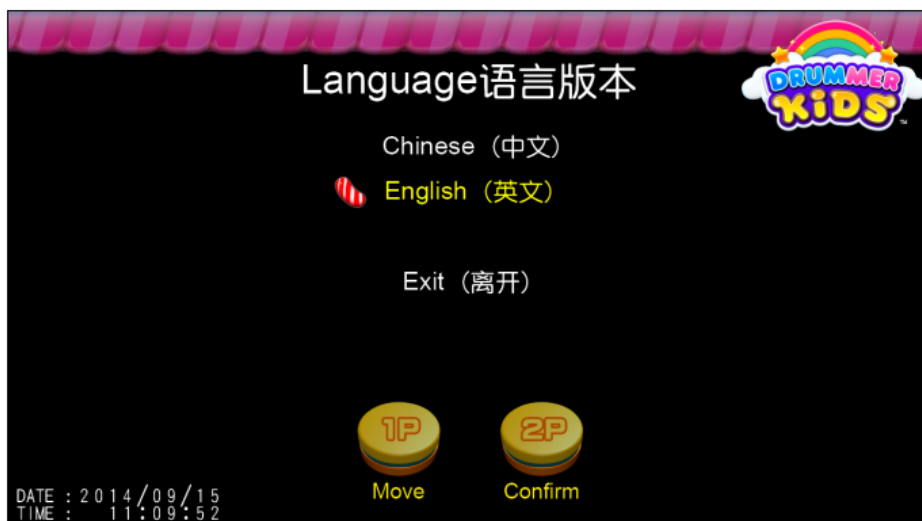 Language语言版本
DRUMMER
KiDS
TM
Chinese（中文）
English（英文）
Exit（离开）
1P
2P
Move
Confirm
DATE : 2014/09/15
TIME : 11:09:52